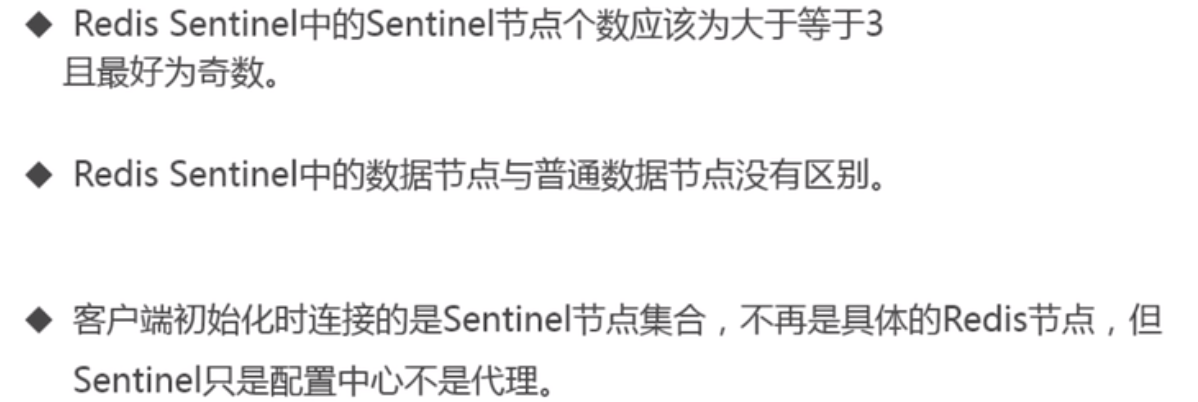 ◆ Redis Sentinel中的Sentinel节点个数应该为大于等于3
且最好为奇数。
◆ Redis Sentinel中的数据节点与普通数据节点没有区别。
◆ 客户端初始化时连接的是Sentinel节点集合，不再是具体的Redis节点，但
Sentinel只是配置中心不是代理。